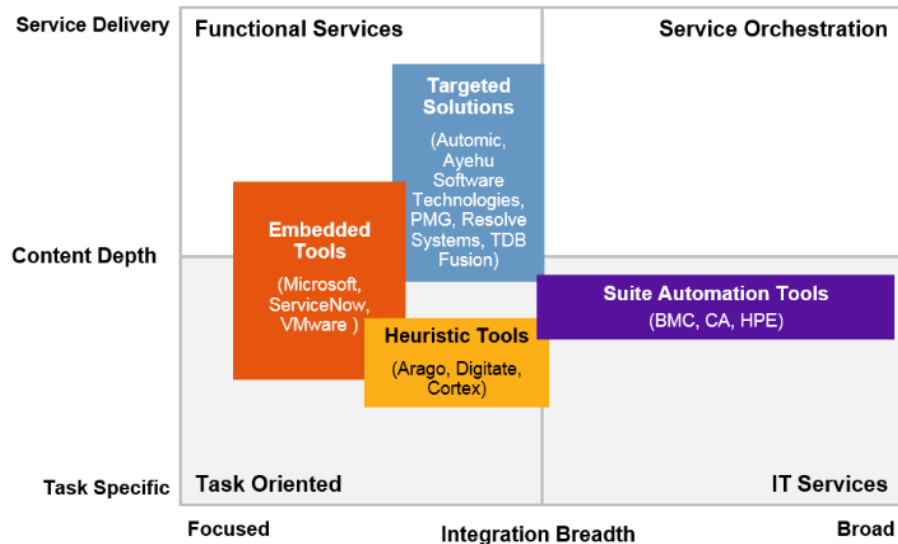 Service Delivery
Functional Services
Service Orchestration
Targeted
Solutions
(Automic,
Ayehu
Software
Technologies,
PMG, Resolve
Systems, TDB
Fusion)
Embedded
Tools
(Microsoft,
ServiceNow,
VMware )
Content Depth
Suite Automation Tools
(BMC, CA, HPE)
Heuristic Tools
(Arago, Digitate,
Cortex)
Task Specific
Task Oriented
IT Services
Focused
Integration Breadth
Broad